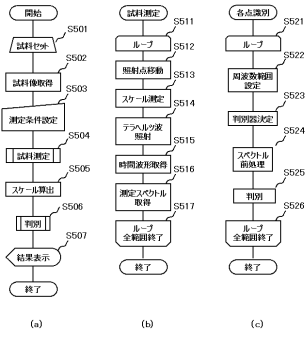 開始
S501
試料セット
S502
試料像取得
S503
測定条件設定
S504
試料測定
S505
スケール算出
S506
判別
S507
結果表示
終了
(a)
試料測定
S511
ループ
S512
照射点移動
S513
スケール測定
S514
テラヘルツ波
照射
S515
時間波形取得
S516
測定スペクトル
取得
S517
ループ
全範囲終了
終了
(b)
各点識別
S521
ループ
S522
周波数範囲
設定
S523
判別器決定
S524
スペクトル
前処理
S525
判別
S526
ループ
全範囲終了
終了
(c)